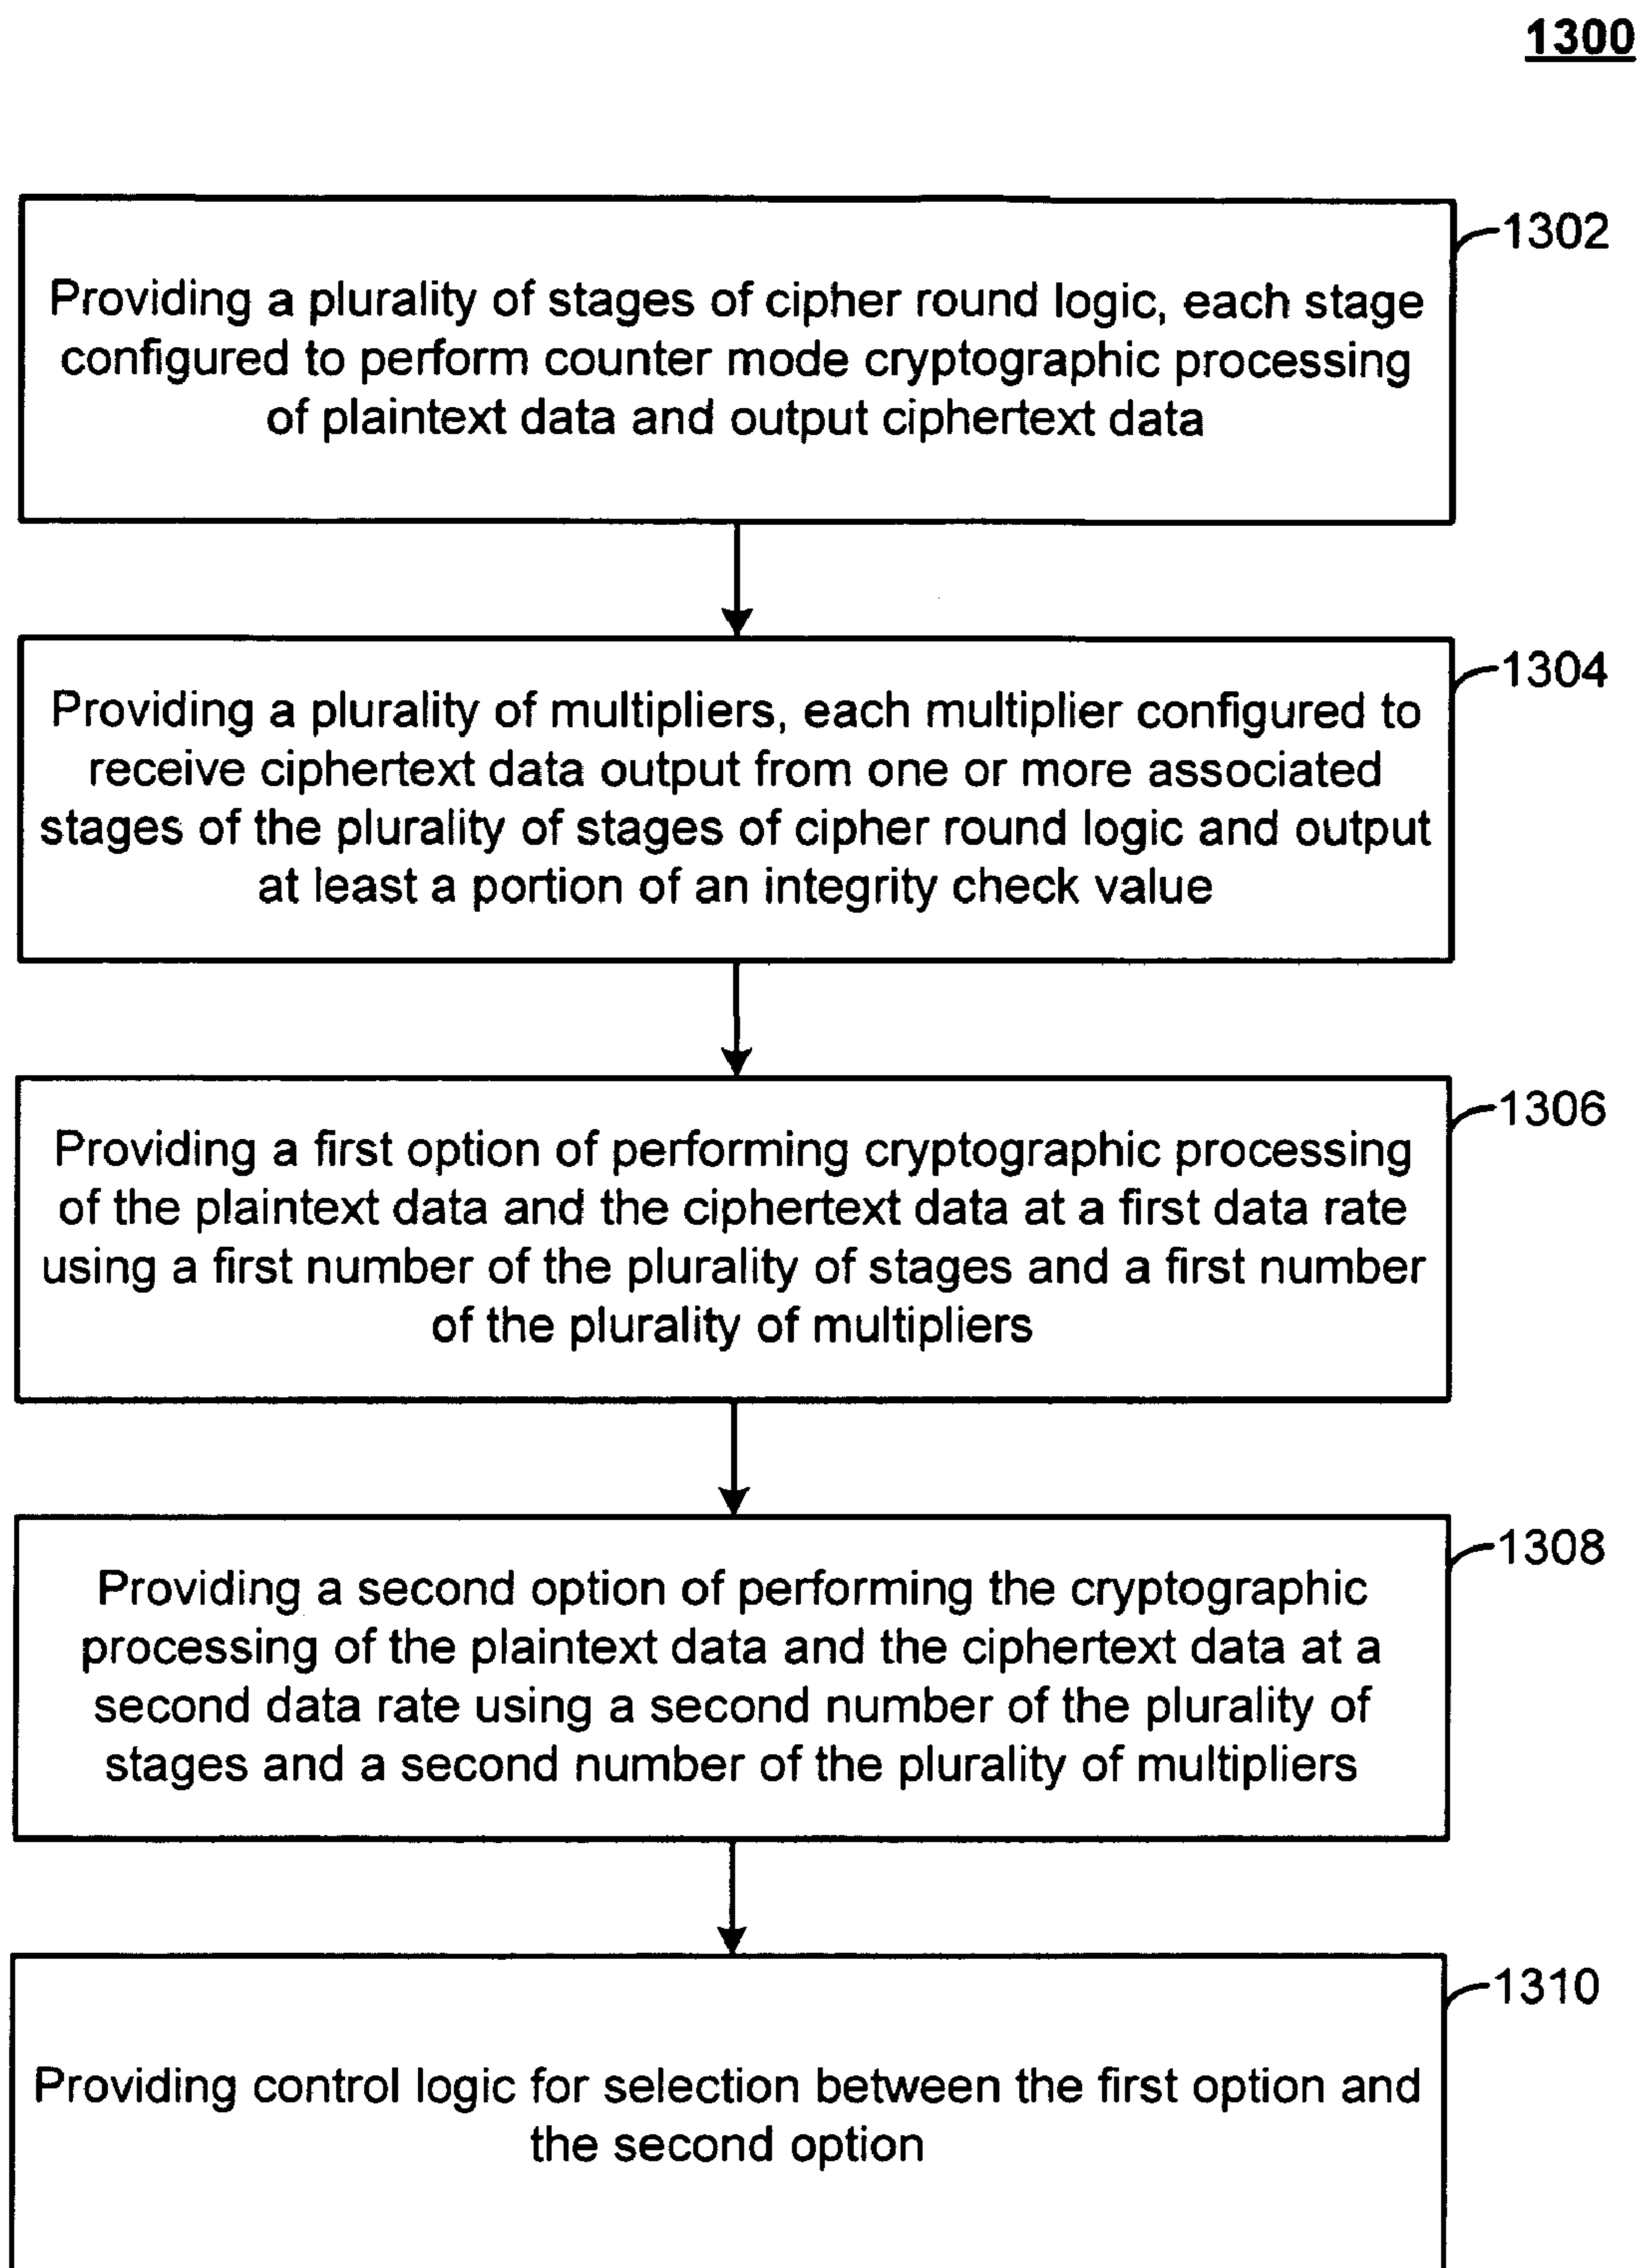 1300
1302
Providing a plurality of stages of cipher round logic, each stage
configured to perform counter mode cryptographic processing
of plaintext data and output ciphertext data
1304
Providing a plurality of multipliers, each multiplier configured to
receive ciphertext data output from one or more associated
stages of the plurality of stages of cipher round logic and output
at least a portion of an integrity check value
1306
Providing a first option of performing cryptographic processing
of the plaintext data and the ciphertext data at a first data rate
using a first number of the plurality of stages and a first number
of the plurality of multipliers
1308
Providing a second option of performing the cryptographic
processing of the plaintext data and the ciphertext data at a
second data rate using a second number of the plurality of
stages and a second number of the plurality of multipliers
1310
Providing control logic for selection between the first option and
the second option